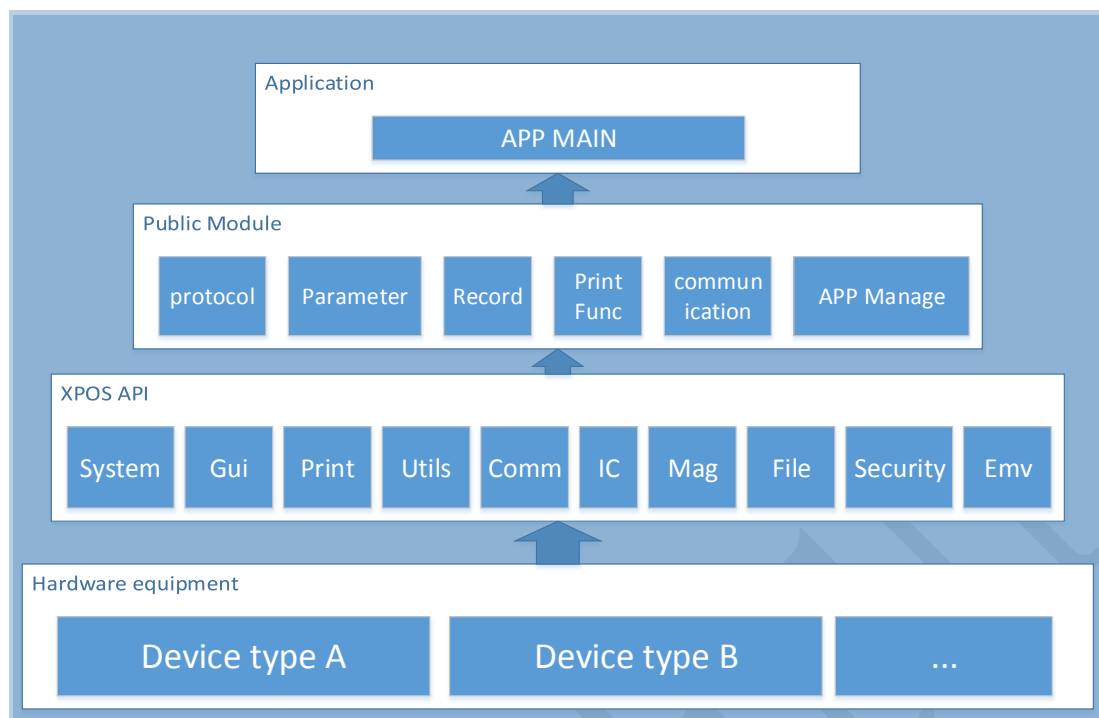 Application
APP MAIN
Public Module
protocol
Parameter
Record
Print
Func
commun
ication
APP Manage
XPOS API
System
Gui
Print
Utils
Comm
IC
Mag
File
Security
Emv
Hardware equipment
Device type A
Device type B
...